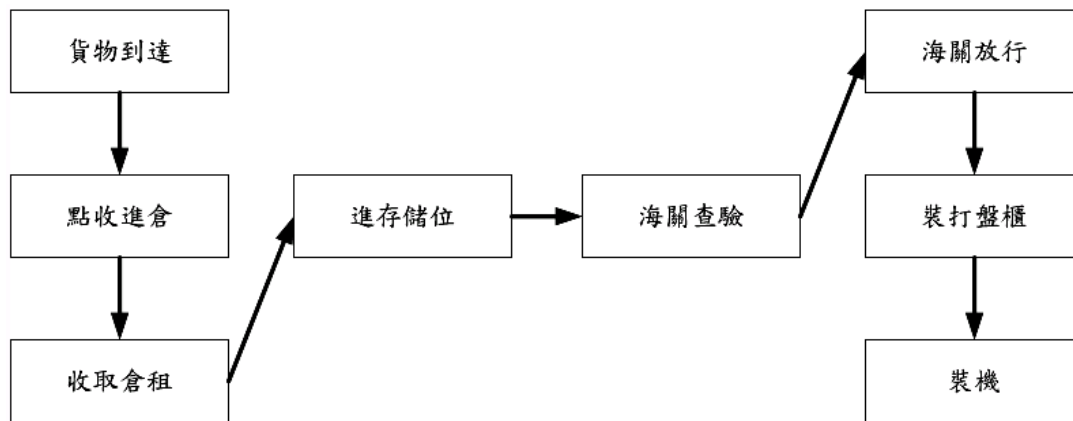 貨物到達
點收進倉
收取倉租
進存儲位
海關查驗
海關放行
裝打盤櫃
裝機